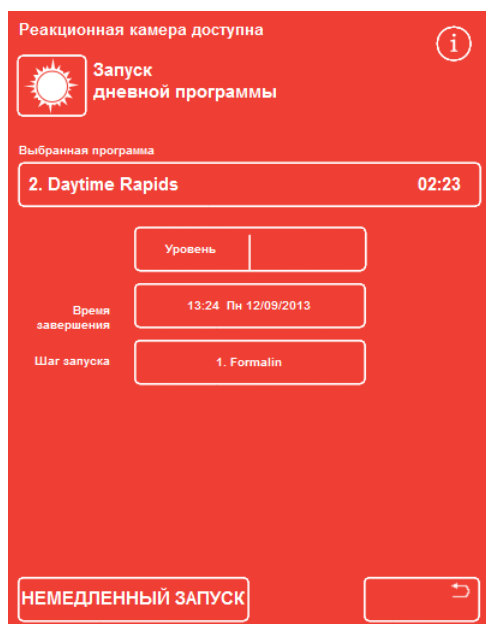 Реакционная камера доступна
i
Запуск
дневной программы
Выбранная программа
2. Daytime Rapids 02:23
Уровень
Время
завершения
13:24 Пн 12/09/2013
Шаг запуска
1. Formalin
НЕМЕДЛЕННЫЙ ЗАПУСК